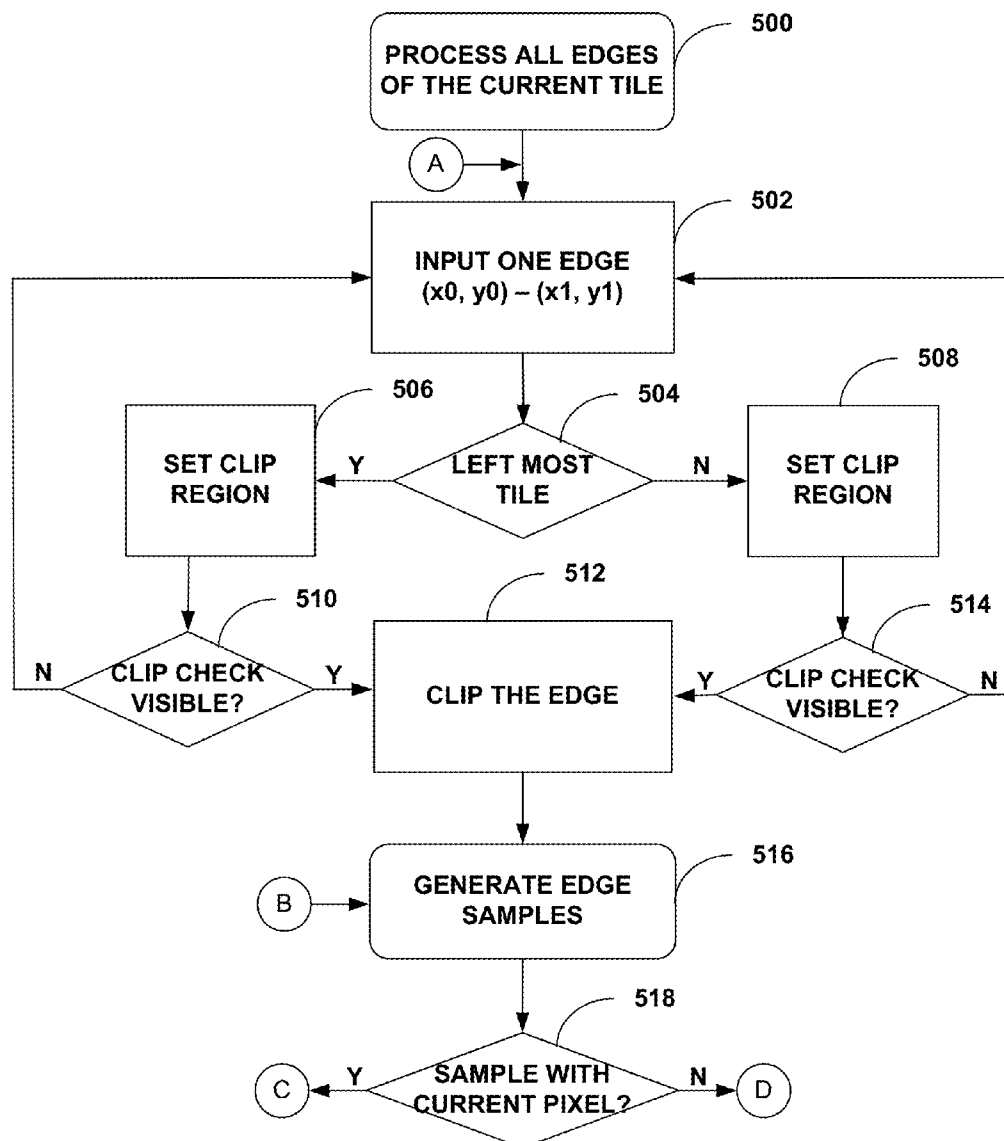 500
PROCESS ALL EDGES
OF THE CURRENT TILE
A
502
INPUT ONE EDGE
(x0, y0) – (x1, y1)
508
506
504
SET CLIP
REGION
Y
LEFT MOST
TILE
N
SET CLIP
REGION
512
510
514
N
CLIP CHECK
VISIBLE?
Y
CLIP THE EDGE
Y
CLIP CHECK
VISIBLE?
N
516
B
GENERATE EDGE
SAMPLES
518
C
Y
SAMPLE WITH
CURRENT PIXEL?
N
D